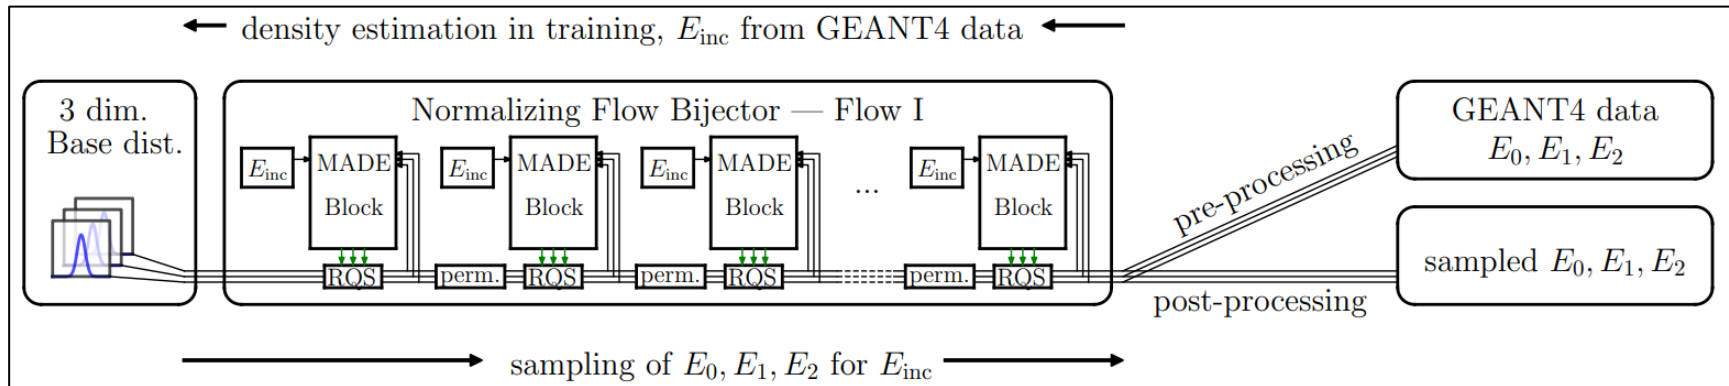 density estimation in training, E_inc from GEANT4 data
3 dim.
Base dist.
Normalizing Flow Bijector — Flow I
E_inc
MADE
Block
RQS
E_inc
MADE
Block
perm.
RQS
E_inc
MADE
Block
perm.
RQS
...
E_inc
MADE
Block
perm.
RQS
pre-processing
post-processing
GEANT4 data
E_0, E_1, E_2
sampled E_0, E_1, E_2
sampling of E_0, E_1, E_2 for E_inc